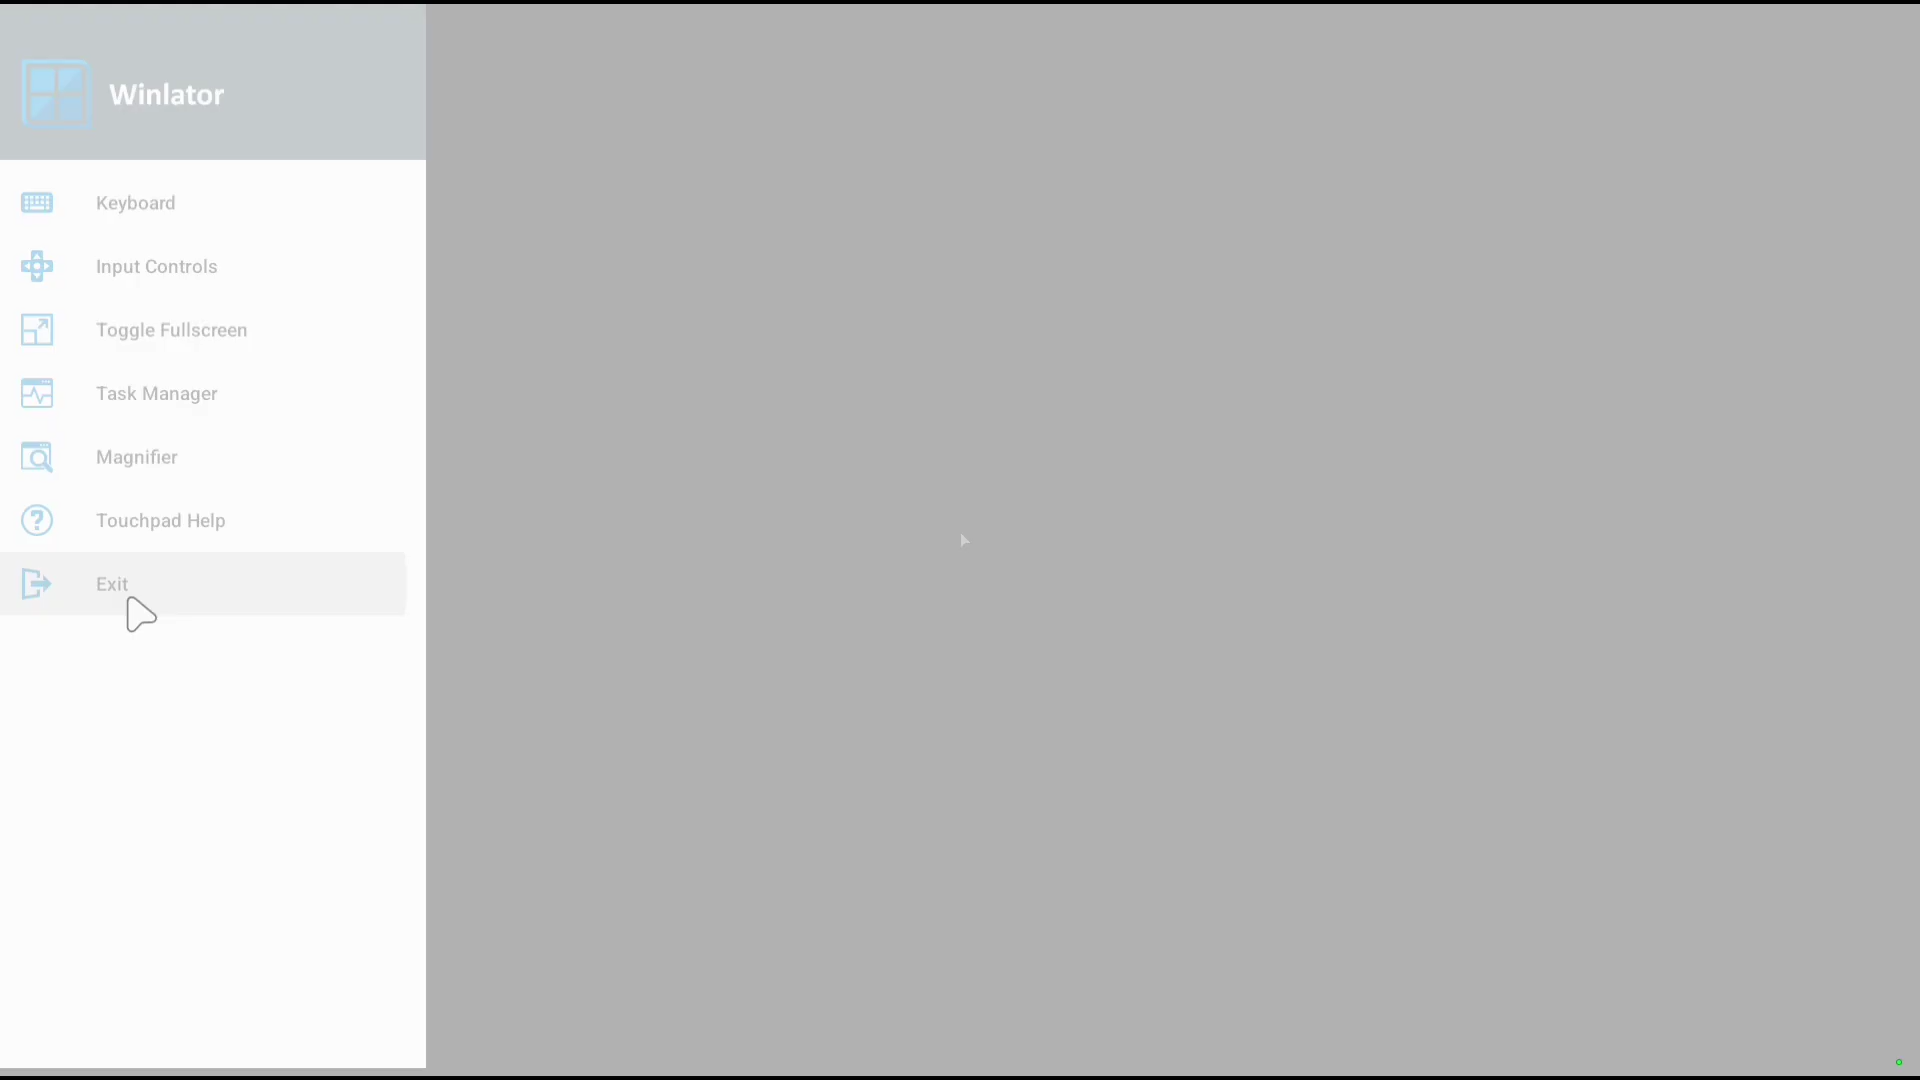 Winlator
Keyboard
Input Controls
Toggle Fullscreen
Task Manager
Magnifier
Touchpad Help
Exit